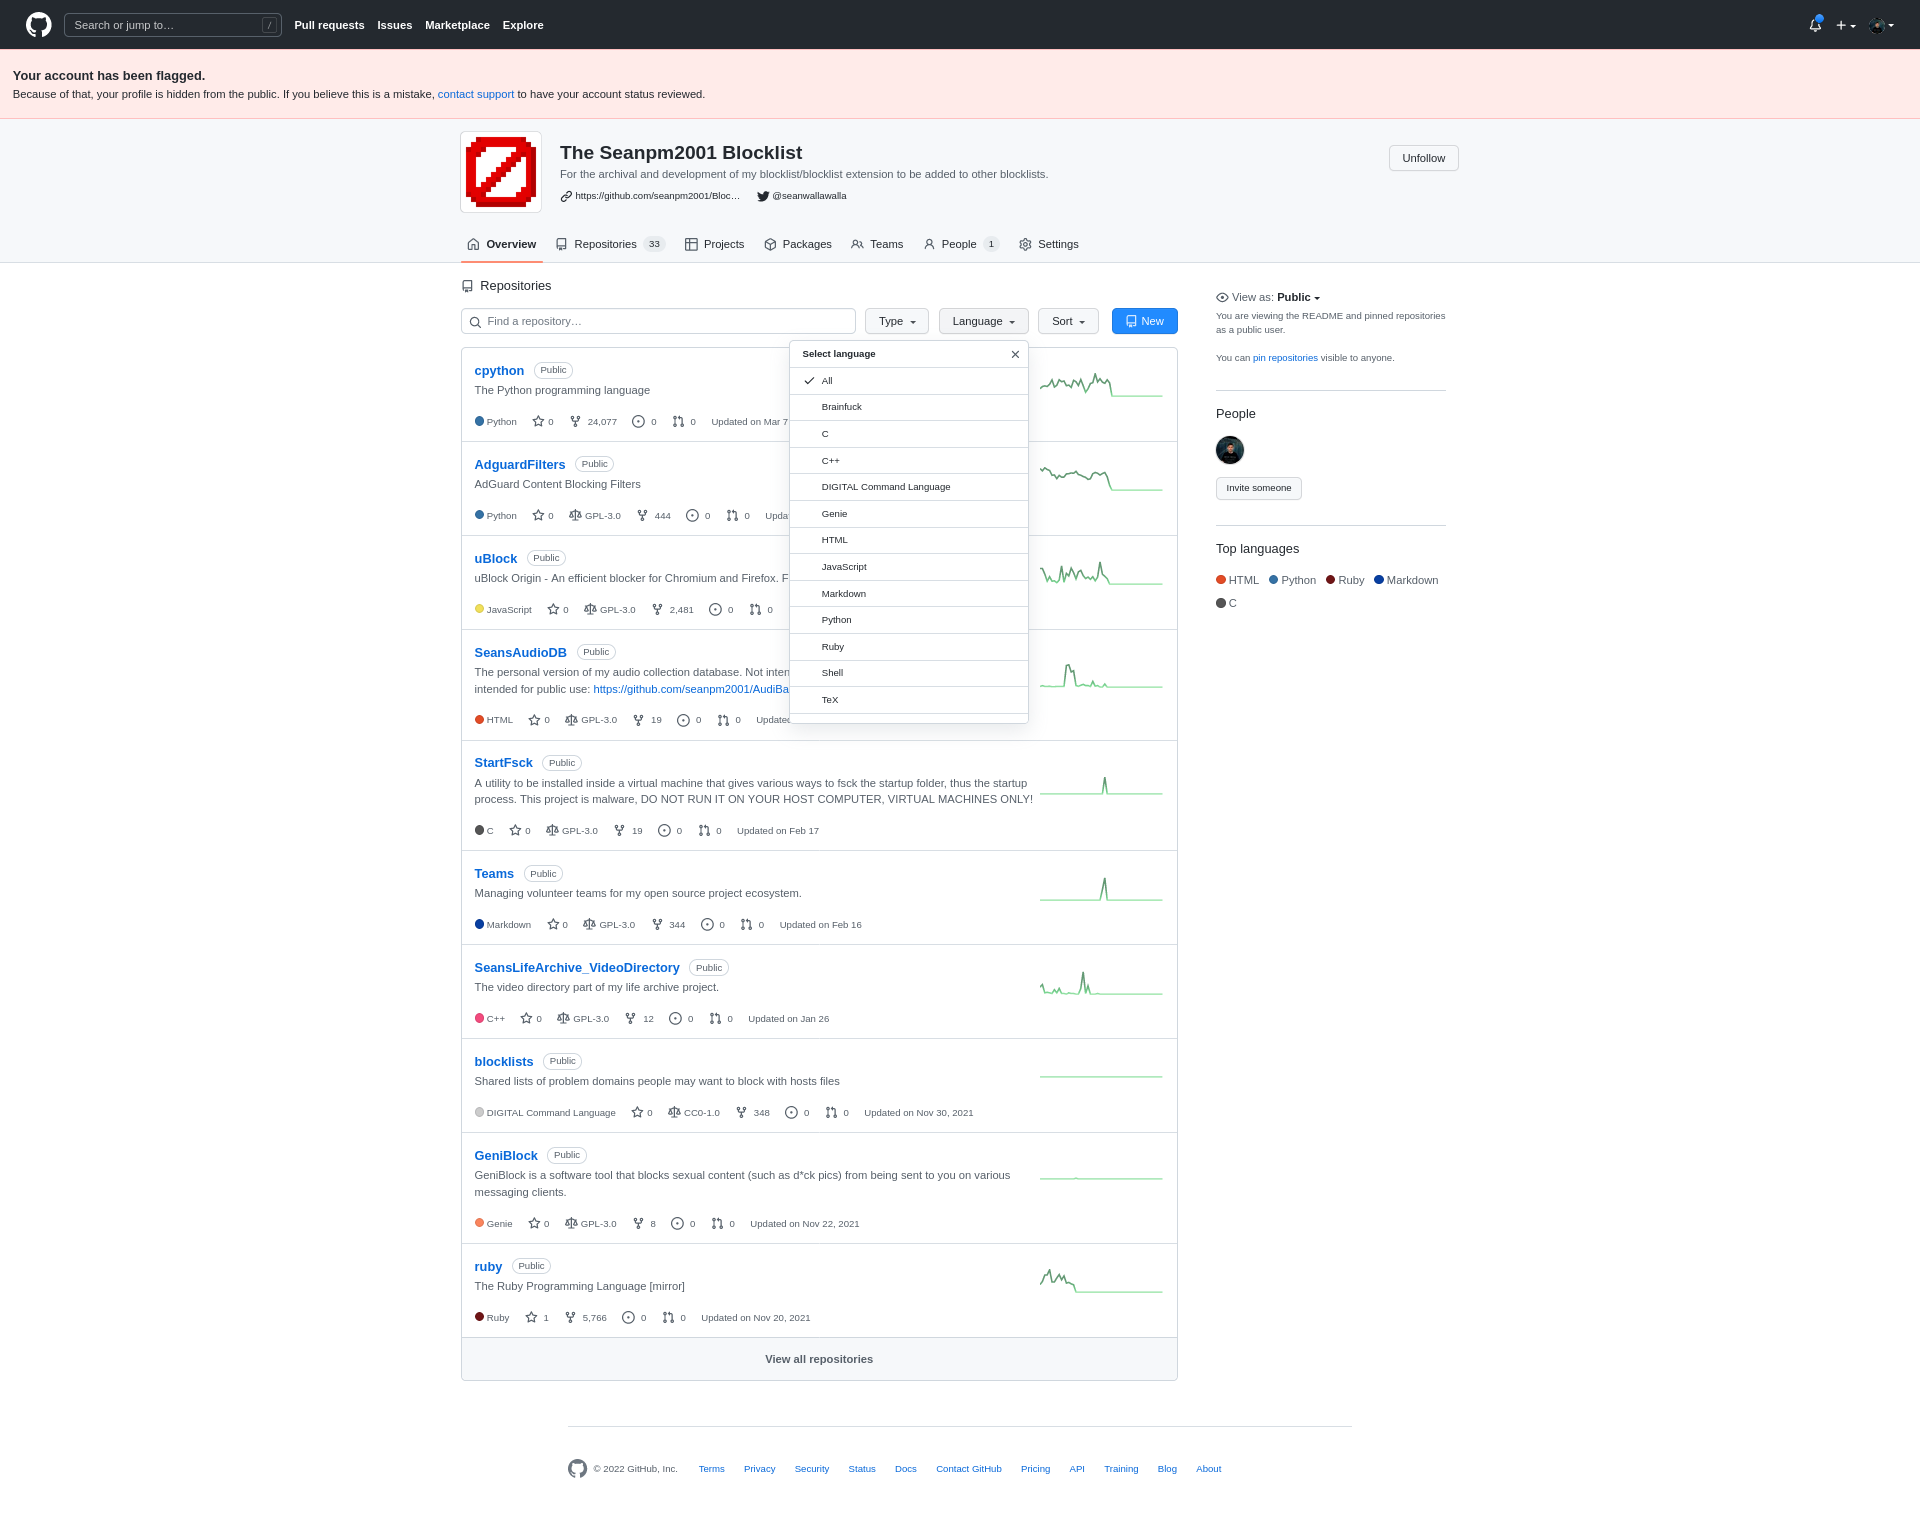 Search or jump to… /
Pull requests Issues Marketplace Explore
Your account has been flagged.
Because of that, your profile is hidden from the public. If you believe this is a mistake, contact support to have your account status reviewed.
The Seanpm2001 Blocklist
Unfollow
For the archival and development of my blocklist/blocklist extension to be added to other blocklists.
https://github.com/seanpm2001/Bloc… @seanwallawalla
Overview Repositories 33 Projects Packages Teams People 1 Settings
Repositories
Find a repository… Type Language Sort New
Select language
All
Brainfuck
C
C++
DIGITAL Command Language
Genie
HTML
JavaScript
Markdown
Python
Ruby
Shell
TeX
cpython Public
The Python programming language
Python 0 24,077 0 0 Updated on Mar 7
AdguardFilters Public
AdGuard Content Blocking Filters
Python 0 GPL-3.0 444 0 0
uBlock Public
uBlock Origin - An efficient blocker for Chromium and Firefox. F
JavaScript 0 GPL-3.0 2,481 0 0
SeansAudioDB Public
The personal version of my audio collection database. Not inten
intended for public use: https://github.com/seanpm2001/AudiBa
HTML 0 GPL-3.0 19 0 0 Updated
StartFsck Public
A utility to be installed inside a virtual machine that gives various ways to fsck the startup folder, thus the startup
process. This project is malware, DO NOT RUN IT ON YOUR HOST COMPUTER, VIRTUAL MACHINES ONLY!
C 0 GPL-3.0 19 0 0 Updated on Feb 17
Teams Public
Managing volunteer teams for my open source project ecosystem.
Markdown 0 GPL-3.0 344 0 0 Updated on Feb 16
SeansLifeArchive_VideoDirectory Public
The video directory part of my life archive project.
C++ 0 GPL-3.0 12 0 0 Updated on Jan 26
blocklists Public
Shared lists of problem domains people may want to block with hosts files
DIGITAL Command Language 0 CC0-1.0 348 0 0 Updated on Nov 30, 2021
GeniBlock Public
GeniBlock is a software tool that blocks sexual content (such as d*ck pics) from being sent to you on various
messaging clients.
Genie 0 GPL-3.0 8 0 0 Updated on Nov 22, 2021
ruby Public
The Ruby Programming Language [mirror]
Ruby 1 5,766 0 0 Updated on Nov 20, 2021
View all repositories
View as: Public
You are viewing the README and pinned repositories
as a public user.
You can pin repositories visible to anyone.
People
Invite someone
Top languages
HTML Python Ruby Markdown
C
© 2022 GitHub, Inc. Terms Privacy Security Status Docs Contact GitHub Pricing API Training Blog About